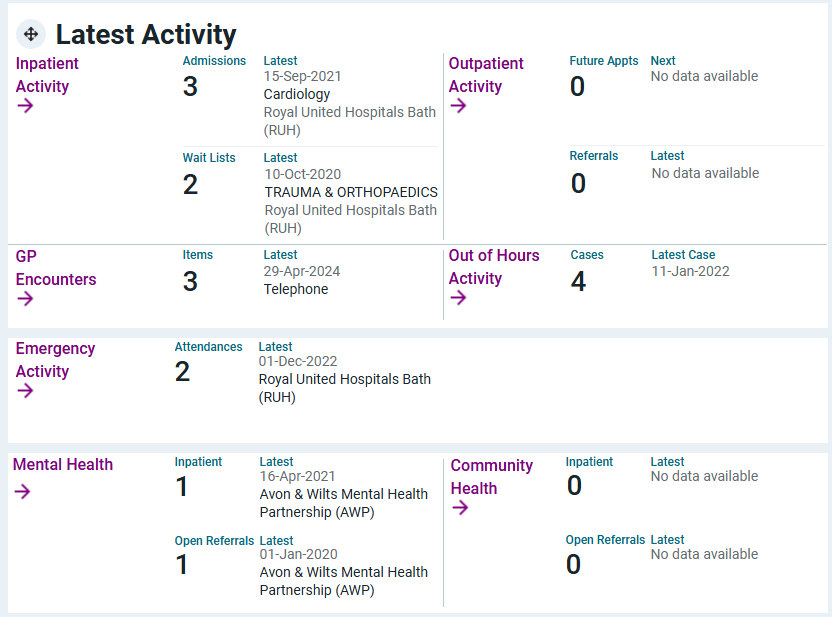 Latest Activity
Inpatient
Activity
Admissions
3
Latest
15-Sep-2021
Cardiology
Royal United Hospitals Bath
(RUH)
Wait Lists
2
Latest
10-Oct-2020
TRAUMA & ORTHOPAEDICS
Royal United Hospitals Bath
(RUH)
Outpatient
Activity
Future Appts
0
Next
No data available
Referrals
0
Latest
No data available
GP
Encounters
Items
3
Latest
29-Apr-2024
Telephone
Out of Hours
Activity
Cases
4
Latest Case
11-Jan-2022
Emergency
Activity
Attendances
2
Latest
01-Dec-2022
Royal United Hospitals Bath
(RUH)
Mental Health
Inpatient
1
Latest
16-Apr-2021
Avon & Wilts Mental Health
Partnership (AWP)
Open Referrals
1
Latest
01-Jan-2020
Avon & Wilts Mental Health
Partnership (AWP)
Community
Health
Inpatient
0
Latest
No data available
Open Referrals
0
Latest
No data available